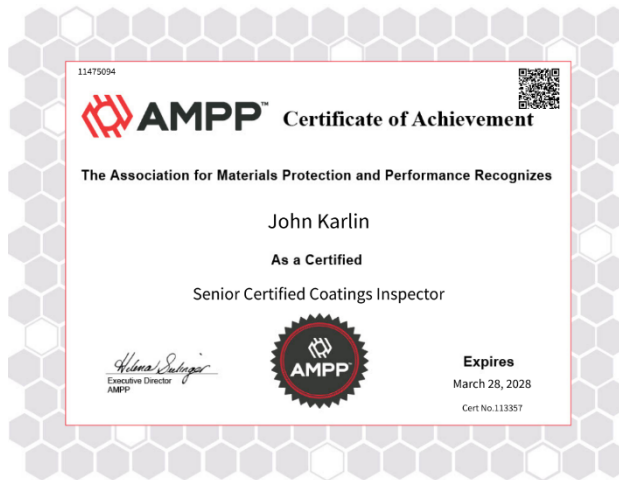 11475094
AMPP™ Certificate of Achievement
The Association for Materials Protection and Performance Recognizes
John Karlin
As a Certified
Senior Certified Coatings Inspector
AMPP
Executive Director
AMPP
Expires
March 28, 2028
Cert No.113357